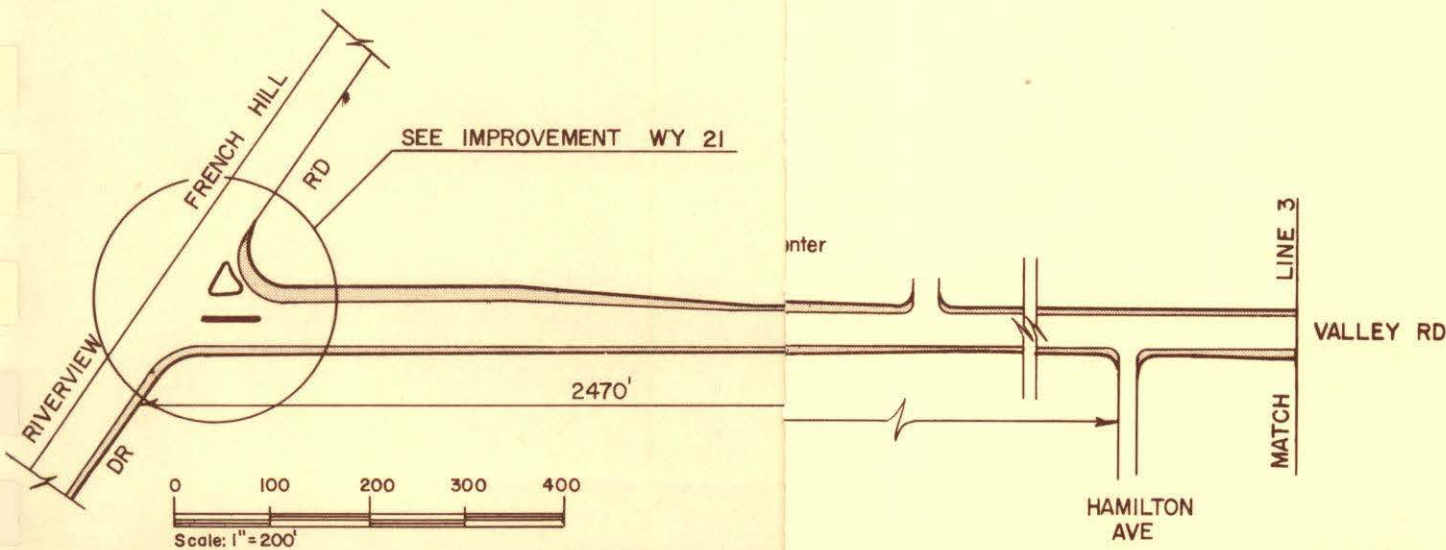 FRENCH HILL
RD
SEE IMPROVEMENT WY 21
RIVERVIEW
DR
2470'
0 100 200 300 400
Scale: 1"=200'
LINE 3
MATCH
VALLEY RD
HAMILTON
AVE